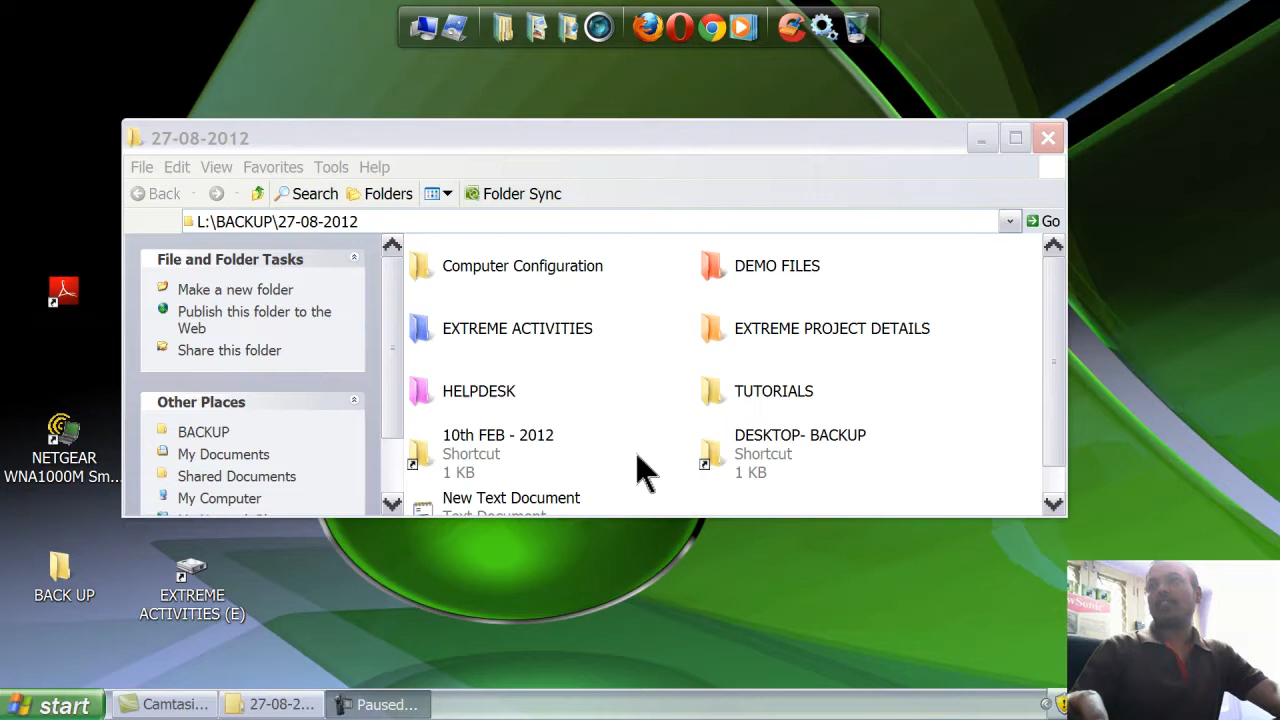 27-08-2012
File Edit View Favorites Tools Help
Back Search Folders Folder Sync
L:\BACKUP\27-08-2012 Go
File and Folder Tasks
Make a new folder
Publish this folder to the
Web
Share this folder
Other Places
BACKUP
My Documents
Shared Documents
My Computer
Computer Configuration
DEMO FILES
EXTREME ACTIVITIES
EXTREME PROJECT DETAILS
HELPDESK
TUTORIALS
10th FEB - 2012
Shortcut
1 KB
DESKTOP- BACKUP
Shortcut
1 KB
New Text Document
Text Document
NETGEAR
WNA1000M Sm...
BACK UP
EXTREME
ACTIVITIES (E)
start
Camtasi...
27-08-2...
Paused...